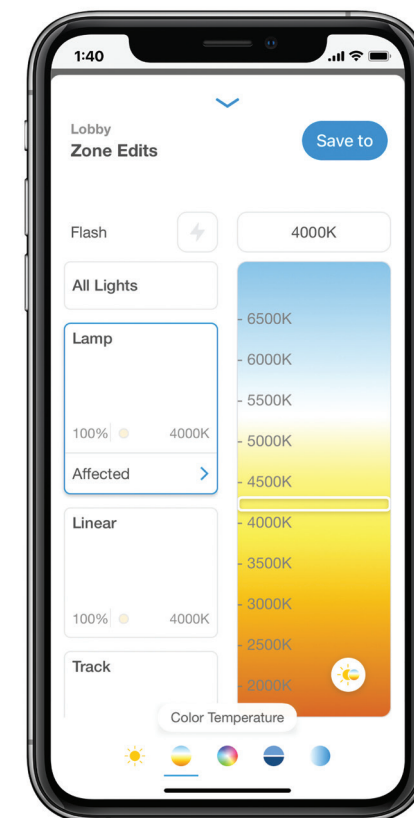 1:40
Lobby
Zone Edits
Save to
Flash
4000K
All Lights
Lamp
100% 4000K
Affected
Linear
100% 4000K
Track
- 6500K
- 6000K
- 5500K
- 5000K
- 4500K
- 4000K
- 3500K
- 3000K
- 2500K
- 2000K
Color Temperature